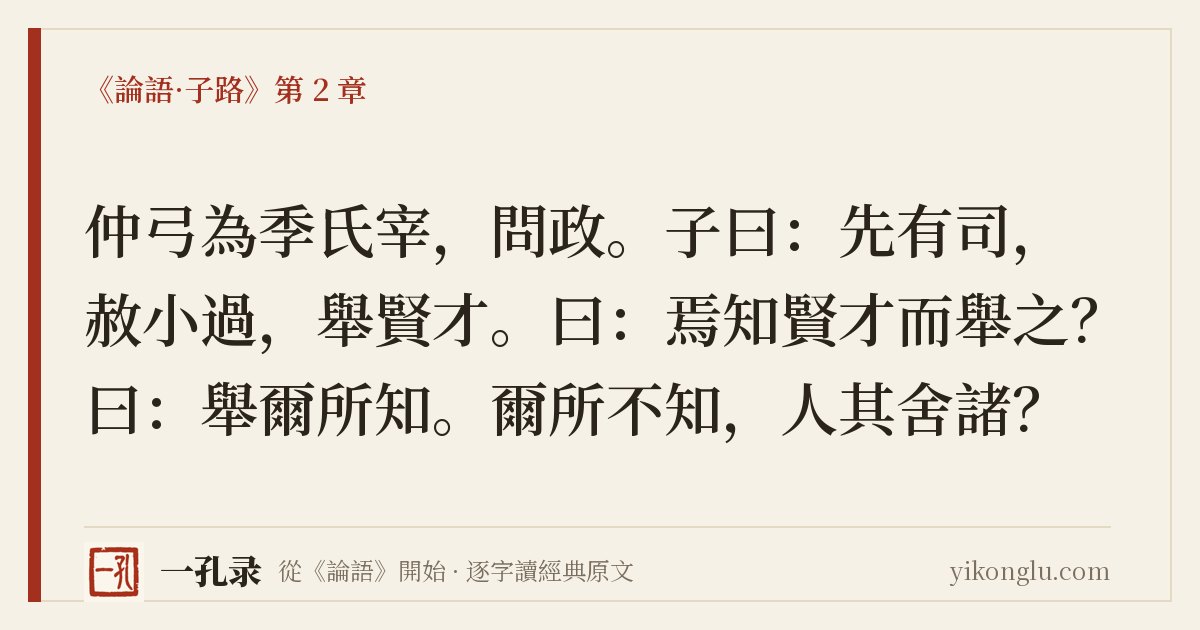 《論語·子路》第 2 章
仲弓為季氏宰，問政。子曰：先有司，
赦小過，舉賢才。曰：焉知賢才而舉之？
曰：舉爾所知。爾所不知，人其舍諸？
一孔
一孔录 從《論語》開始 · 逐字讀經典原文 yikonglu.com